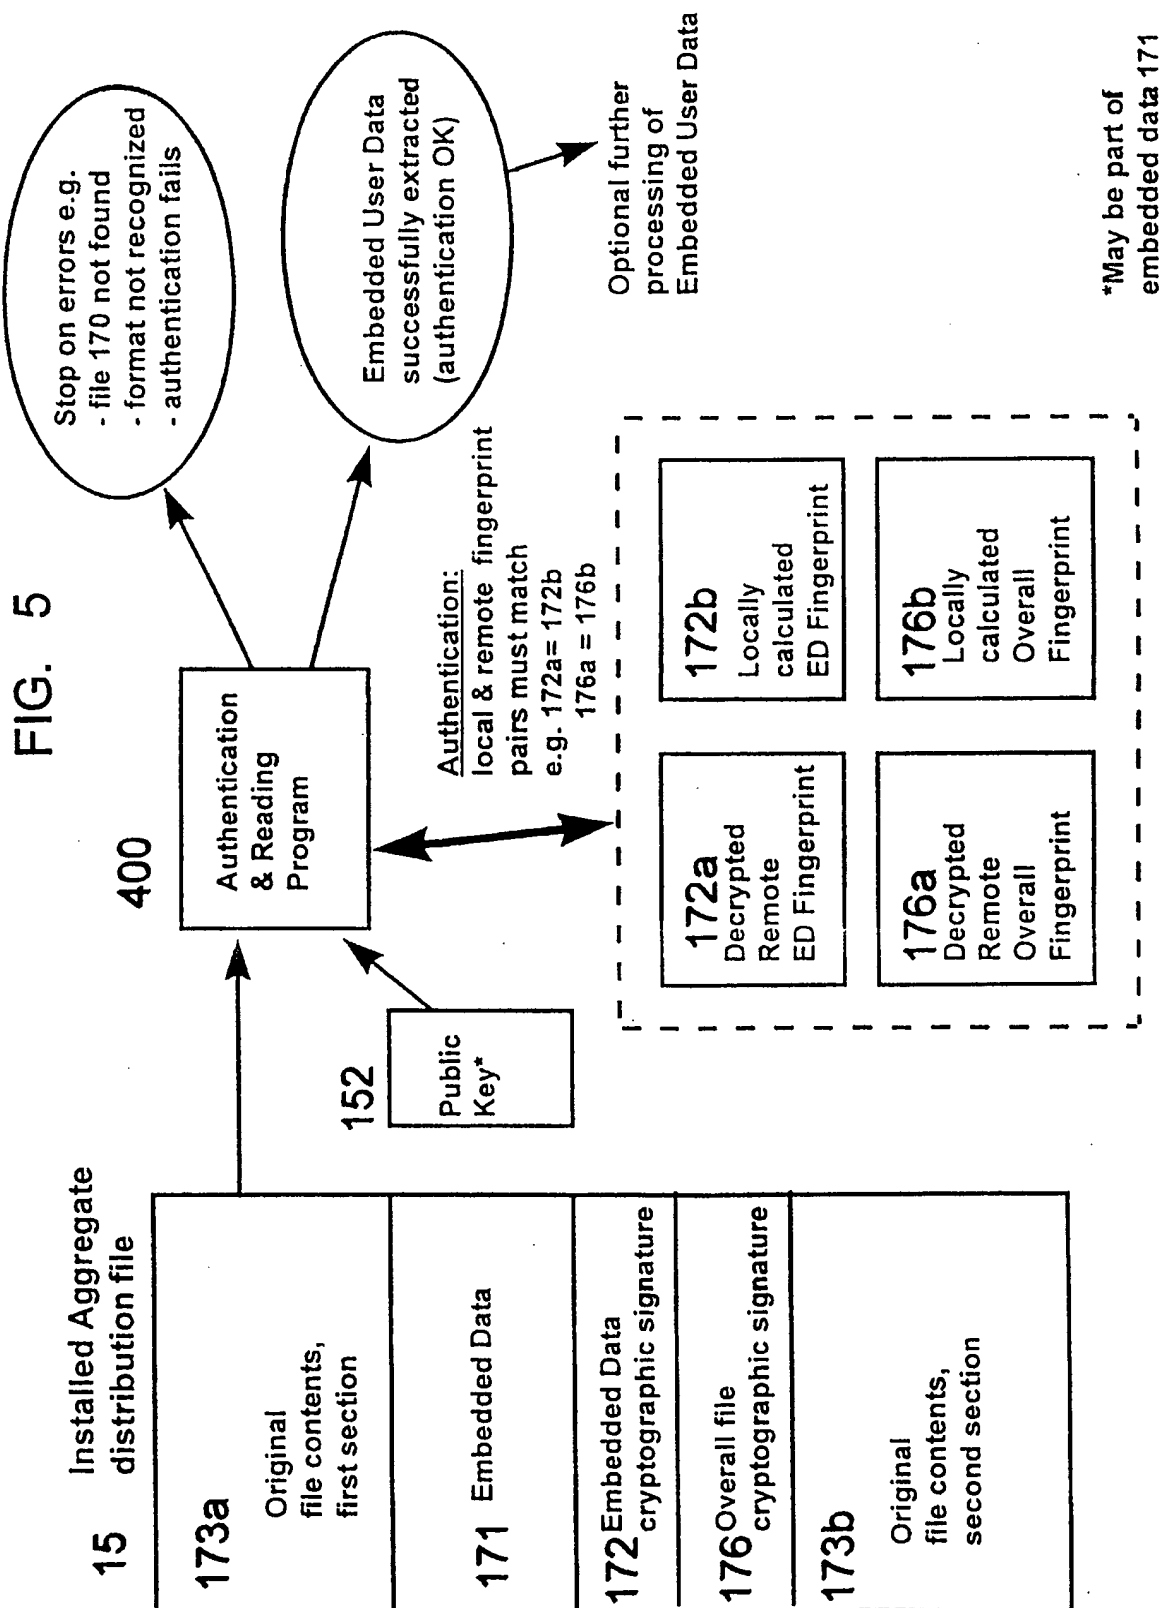 FIG. 5
15
Installed Aggregate
distribution file
173a
Original
file contents,
first section
171 Embedded Data
172 Embedded Data
cryptographic signature
176 Overall file
cryptographic signature
173b
Original
file contents,
second section
152
Public
Key*
400
Authentication
& Reading
Program
Stop on errors e.g.
- file 170 not found
- format not recognized
- authentication fails
Embedded User Data
successfully extracted
(authentication OK)
Optional further
processing of
Embedded User Data
Authentication:
local & remote fingerprint
pairs must match
e.g. 172a= 172b
176a = 176b
172a
Decrypted
Remote
ED Fingerprint
172b
Locally
calculated
ED Fingerprint
176a
Decrypted
Remote
Overall
Fingerprint
176b
Locally
calculated
Overall
Fingerprint
*May be part of
embedded data 171